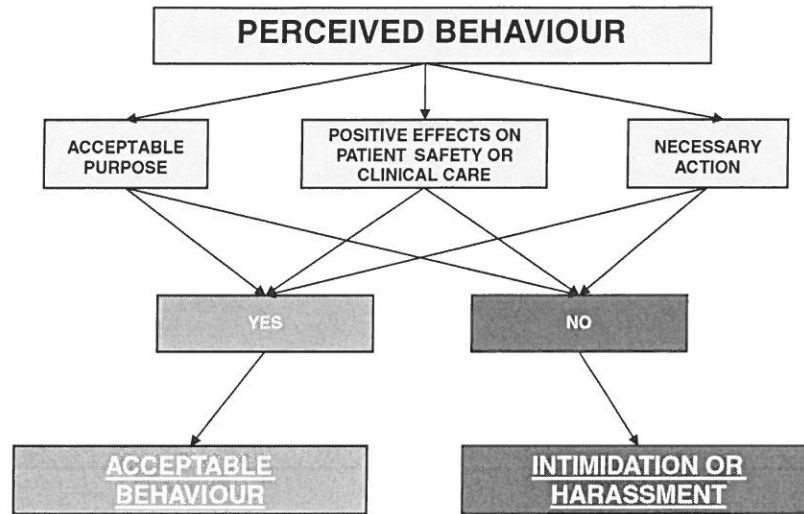 PERCEIVED BEHAVIOUR
ACCEPTABLE
PURPOSE
POSITIVE EFFECTS ON
PATIENT SAFETY OR
CLINICAL CARE
NECESSARY
ACTION
YES
NO
ACCEPTABLE
BEHAVIOUR
INTIMIDATION OR
HARASSMENT